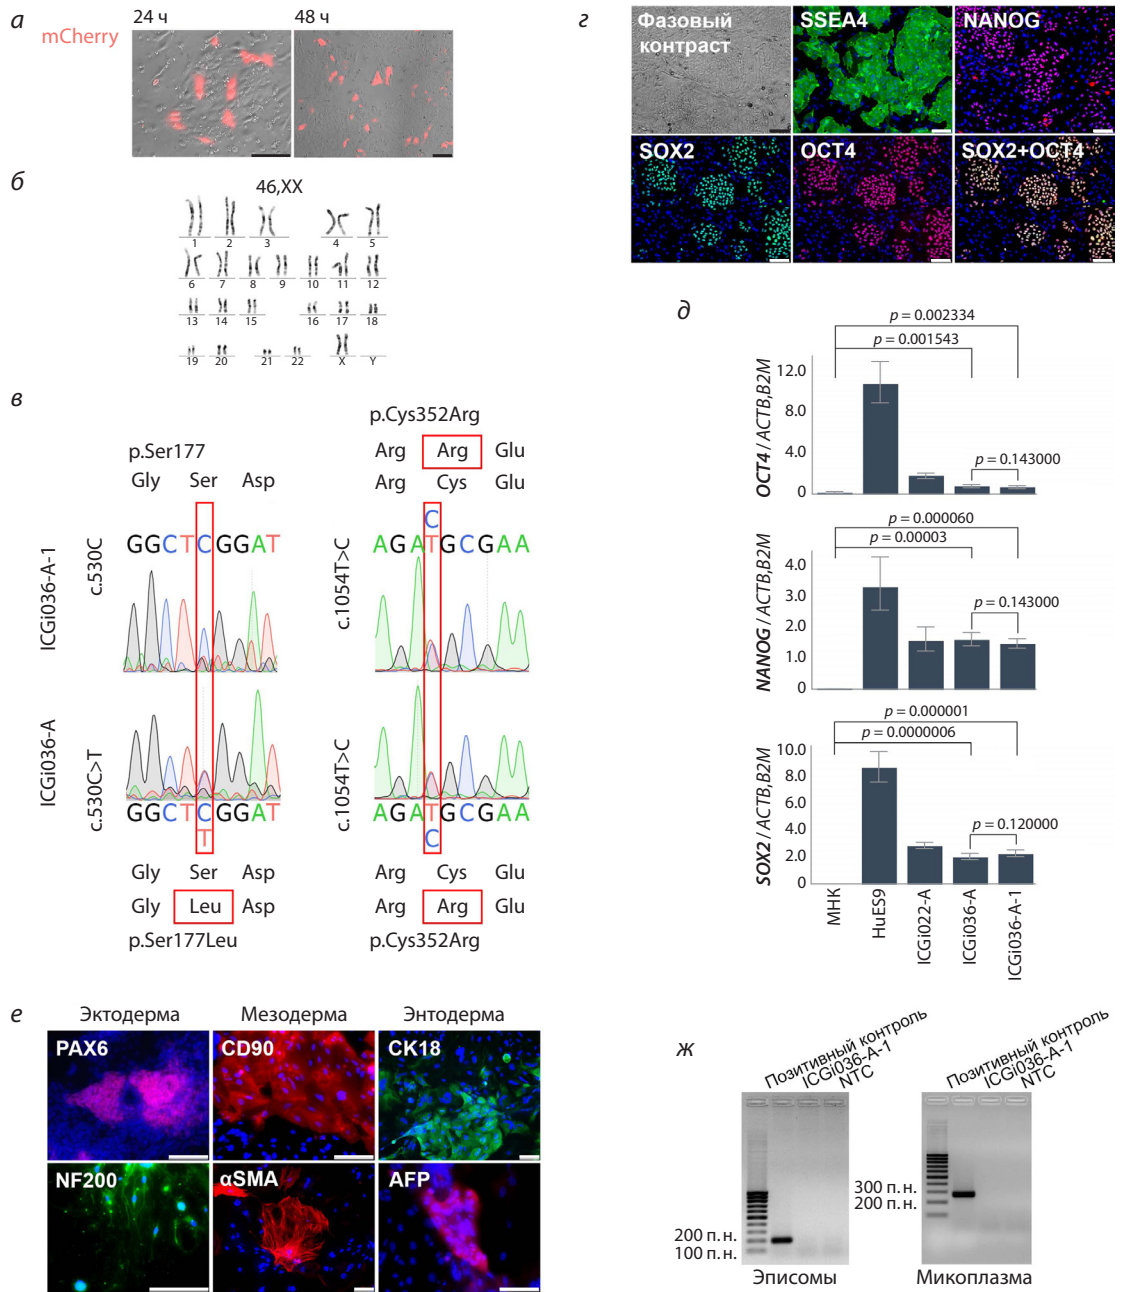 а
24 ч
48 ч
mCherry
б
46,XX
1 2 3 4 5
6 7 8 9 10 11 12
13 14 15 16 17 18
19 20 21 22 X Y
в
p.Cys352Arg
p.Ser177
Arg Arg Glu
Gly Ser Asp
Arg Cys Glu
ICGi036-A-1
c.530C
GGCTCGGAT
c.1054T>C
C
AGATGCGAA
ICGi036-A
c.530C>T
GGCTCGGAT
T
c.1054T>C
AGATGCGAA
C
Gly Ser Asp
Arg Cys Glu
Gly Leu Asp
Arg Arg Glu
p.Ser177Leu
p.Cys352Arg
г
Фазовый
контраст
SSEA4
NANOG
SOX2
OCT4
SOX2+OCT4
д
p = 0.002334
p = 0.001543
12.0
8.0
4.0
0
p = 0.143000
OCT4 / ACTB,B2M
p = 0.000060
p = 0.00003
4.0
3.0
2.0
1.0
0
p = 0.143000
NANOG / ACTB,B2M
p = 0.000001
p = 0.0000006
10.0
8.0
6.0
4.0
2.0
0
p = 0.120000
SOX2 / ACTB,B2M
МНК
HuES9
ICGi022-A
ICGi036-A
ICGi036-A-1
е
Эктодерма
Мезодерма
Энтодерма
PAX6
CD90
CK18
NF200
αSMA
AFP
ж
Позитивный контроль
ICGi036-A-1
NTC
200 п. н.
100 п. н.
Эписомы
Позитивный контроль
ICGi036-A-1
NTC
300 п. н.
200 п. н.
Микоплазма